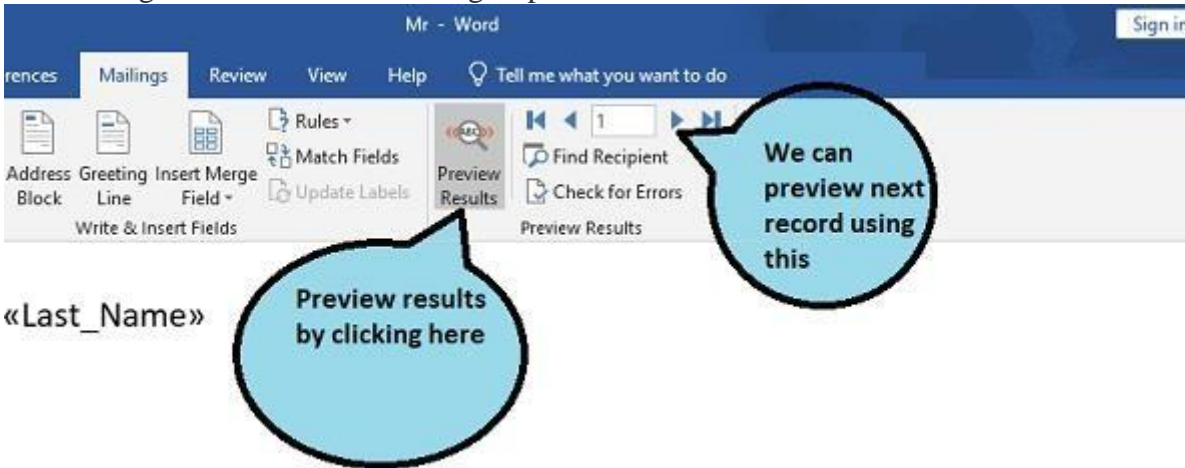 Mr - Word
Sign in
rences Mailings Review View Help Tell me what you want to do
Address Block
Greeting Line
Insert Merge Field
Rules
Match Fields
Update Labels
Write & Insert Fields
«ABC»
Preview Results
1
Find Recipient
Check for Errors
Preview Results
We can
preview next
record using
this
Preview results
by clicking here
«Last_Name»